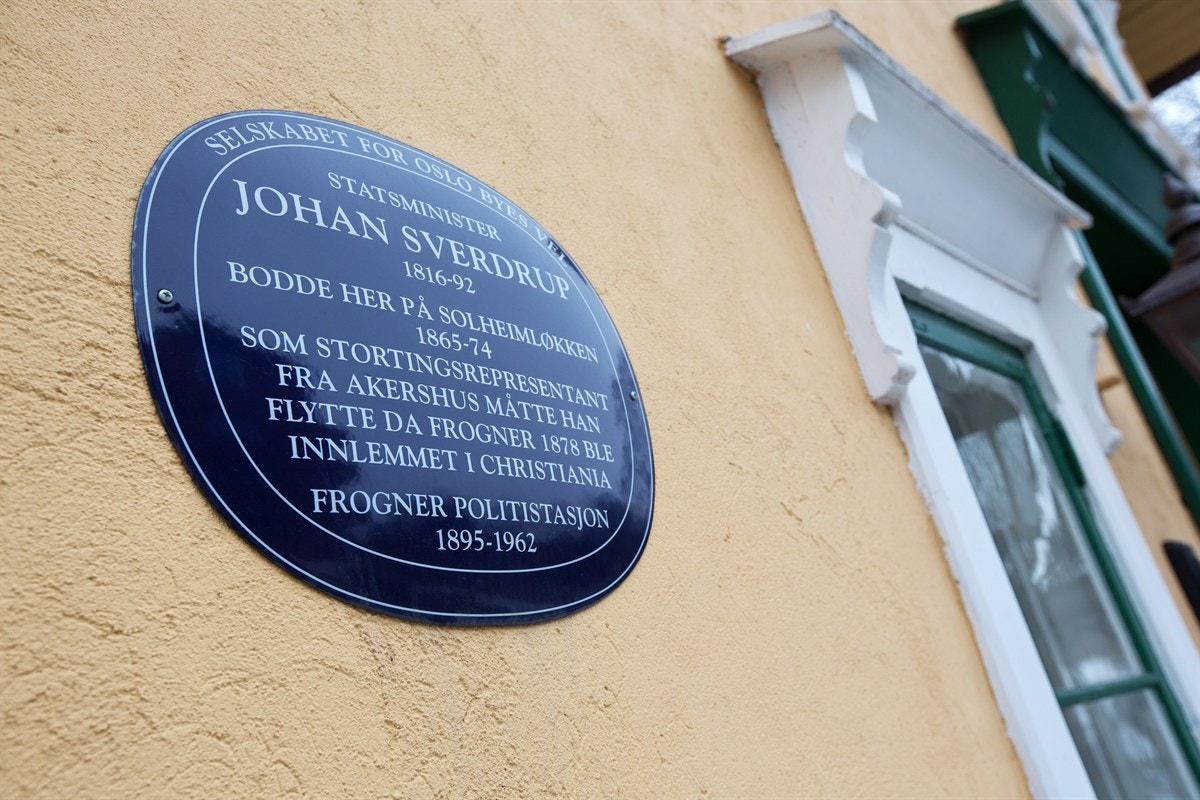 SELSKABET FOR OSLO BYES VEL
STATSMINISTER
JOHAN SVERDRUP
1816-92
BODDE HER PÅ SOLHEIMLØKKEN
1865-74
SOM STORTINGSREPRESENTANT
FRA AKERSHUS MÅTTE HAN
FLYTTE DA FROGNER 1878 BLE
INNLEMMET I CHRISTIANIA
FROGNER POLITISTASJON
1895-1962